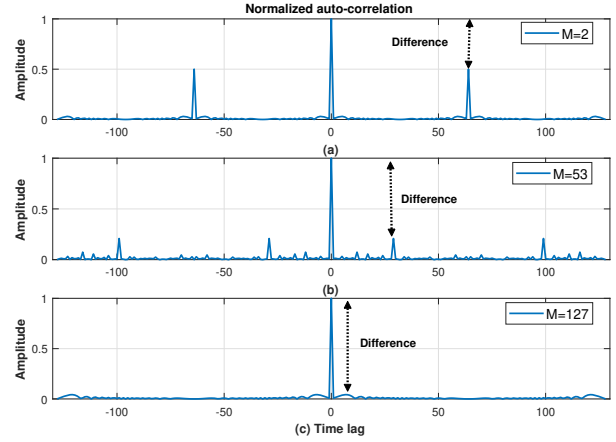 Normalized auto-correlation
1
0.5
0
Amplitude
Difference
M=2
-100
-50
0
50
100
(a)
1
0.5
0
Amplitude
Difference
M=53
-100
-50
0
50
100
(b)
1
0.5
0
Amplitude
Difference
M=127
-100
-50
0
50
100
(c) Time lag